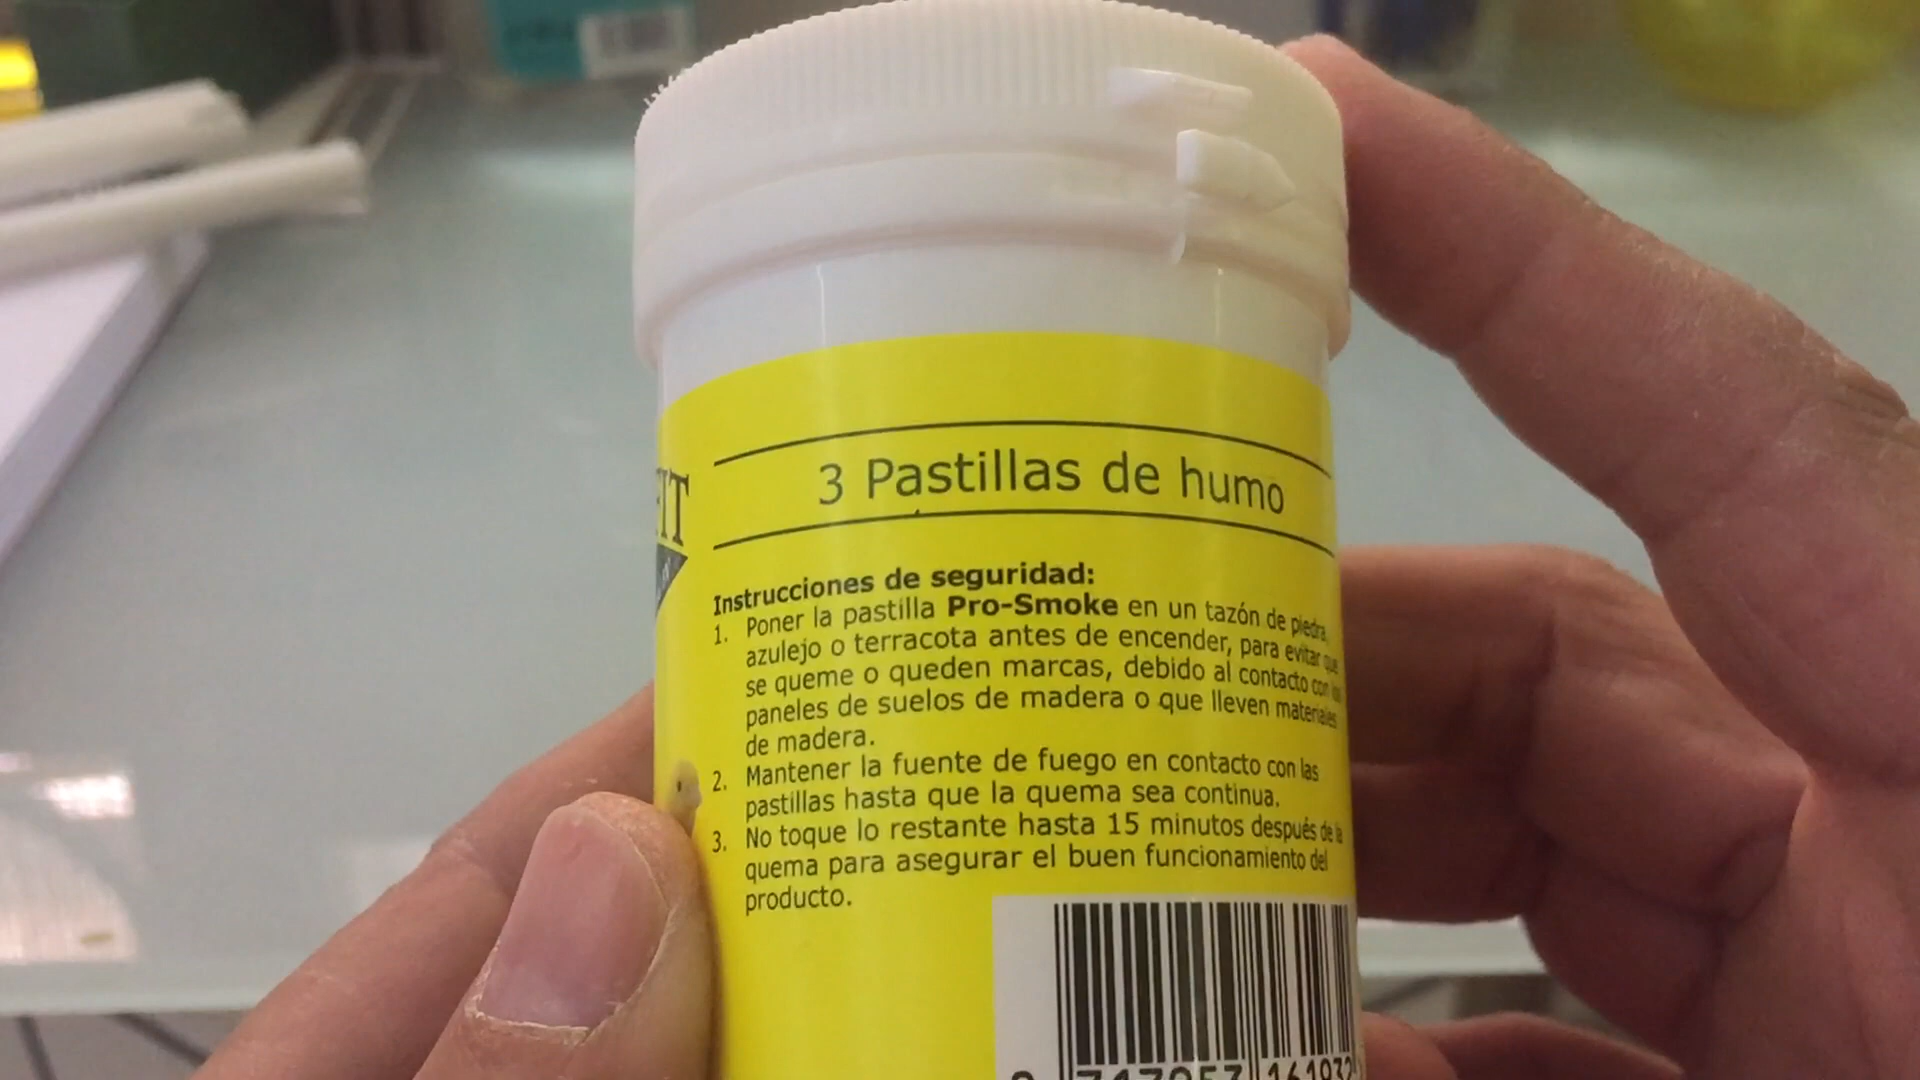 3 Pastillas de humo
Instrucciones de seguridad:
1. Poner la pastilla Pro-Smoke en un tazón de piedra,
azulejo o terracota antes de encender, para evitar que
se queme o queden marcas, debido al contacto con los
paneles de suelos de madera o que lleven materiales
de madera.
2. Mantener la fuente de fuego en contacto con las
pastillas hasta que la quema sea continua.
3. No toque lo restante hasta 15 minutos después de la
quema para asegurar el buen funcionamiento del
producto.